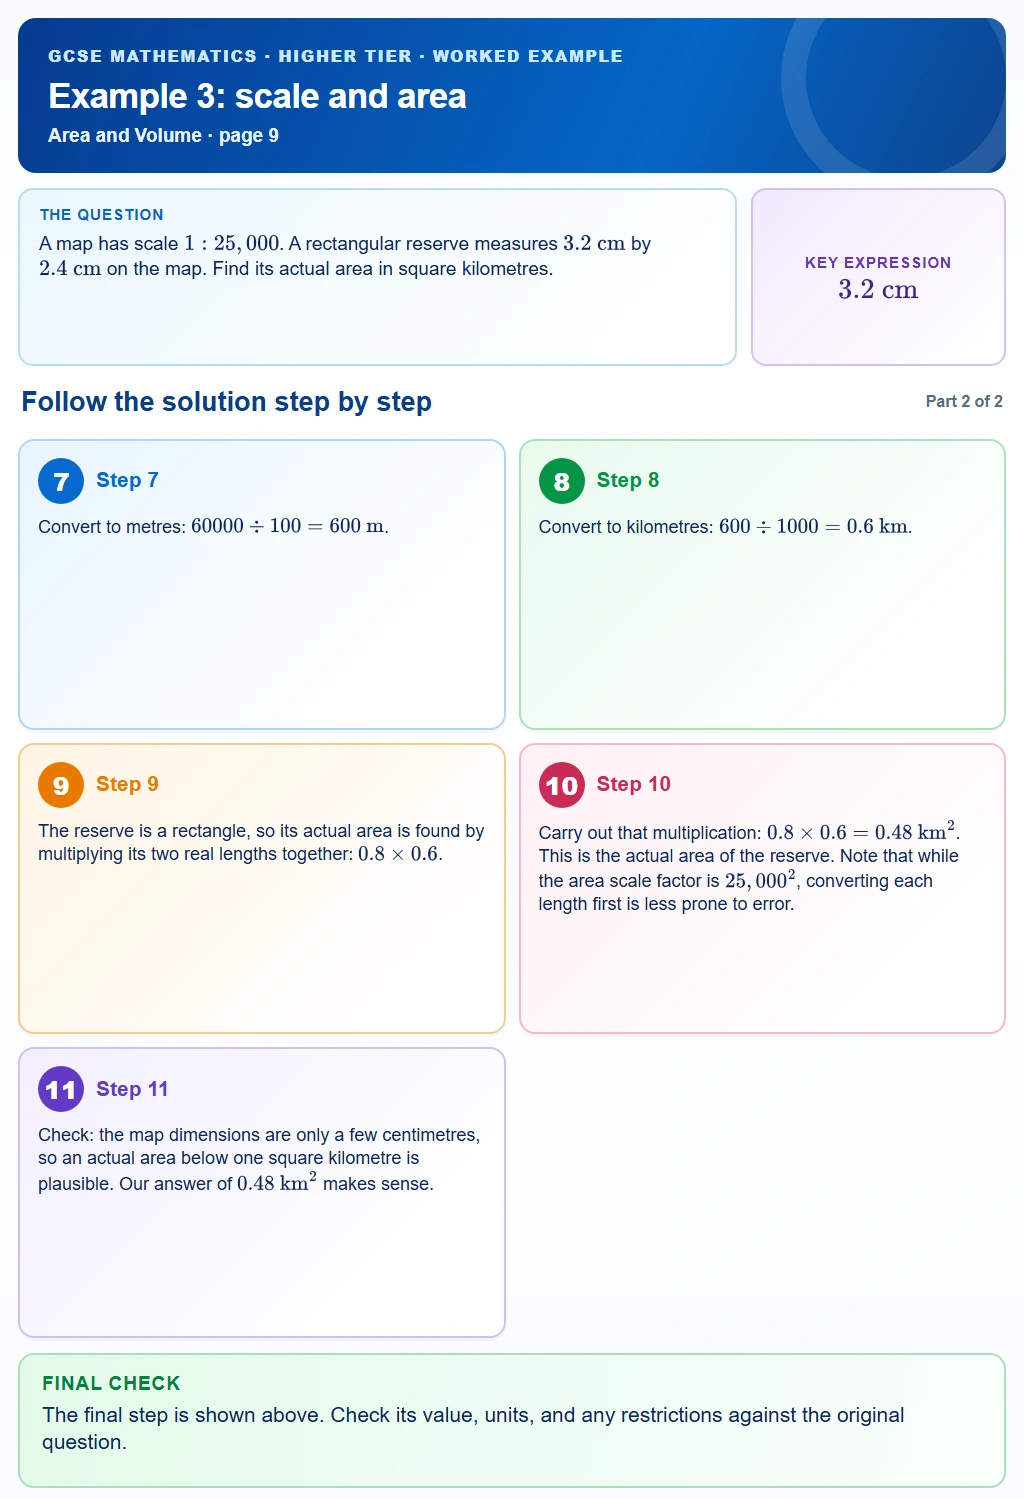 GCSE MATHEMATICS · HIGHER TIER · WORKED EXAMPLE
Example 3: scale and area
Area and Volume · page 9
THE QUESTION
A map has scale 1 : 25,000. A rectangular reserve measures 3.2 cm by
2.4 cm on the map. Find its actual area in square kilometres.
KEY EXPRESSION
3.2 cm
Follow the solution step by step
Part 2 of 2
7 Step 7
Convert to metres: 60000 ÷ 100 = 600 m.
8 Step 8
Convert to kilometres: 600 ÷ 1000 = 0.6 km.
9 Step 9
The reserve is a rectangle, so its actual area is found by
multiplying its two real lengths together: 0.8 × 0.6.
10 Step 10
Carry out that multiplication: 0.8 × 0.6 = 0.48 km².
This is the actual area of the reserve. Note that while
the area scale factor is 25,000², converting each
length first is less prone to error.
11 Step 11
Check: the map dimensions are only a few centimetres,
so an actual area below one square kilometre is
plausible. Our answer of 0.48 km² makes sense.
FINAL CHECK
The final step is shown above. Check its value, units, and any restrictions against the original
question.